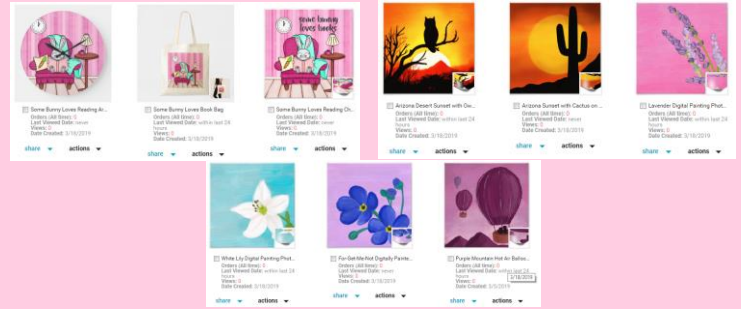 some bunny
loves books
Some Bunny Loves Reading Ar...
Orders (All time): 0
Last Viewed Date: never
Views: 0
Date Created: 3/18/2019
share actions
Some Bunny Loves Book Bag
Orders (All time): 0
Last Viewed Date: within last 24
hours
Views: 0
Date Created: 3/18/2019
share actions
Some Bunny Loves Reading Ch...
Orders (All time): 0
Last Viewed Date: never
Views: 0
Date Created: 3/18/2019
share actions
Arizona Desert Sunset with Ow...
Orders (All time): 0
Last Viewed Date: within last 24
hours
Views: 0
Date Created: 3/18/2019
share actions
Arizona Sunset with Cactus on ...
Orders (All time): 0
Last Viewed Date: never
Views: 0
Date Created: 3/18/2019
share actions
Lavender Digital Painting Phot...
Orders (All time): 0
Last Viewed Date: within last 24
hours
Views: 0
Date Created: 3/18/2019
share actions
White Lily Digital Painting Phot...
Orders (All time): 0
Last Viewed Date: within last 24
hours
Views: 0
Date Created: 3/18/2019
share actions
For-Get-Me-Not Digitally Painte...
Orders (All time): 0
Last Viewed Date: never
Views: 0
Date Created: 3/18/2019
share actions
Purple Mountain Hot Air Balloo...
Orders (All time): 0
Last Viewed Date: within last 24
hours
3/18/2019
Views: 0
Date Created: 3/5/2019
share actions